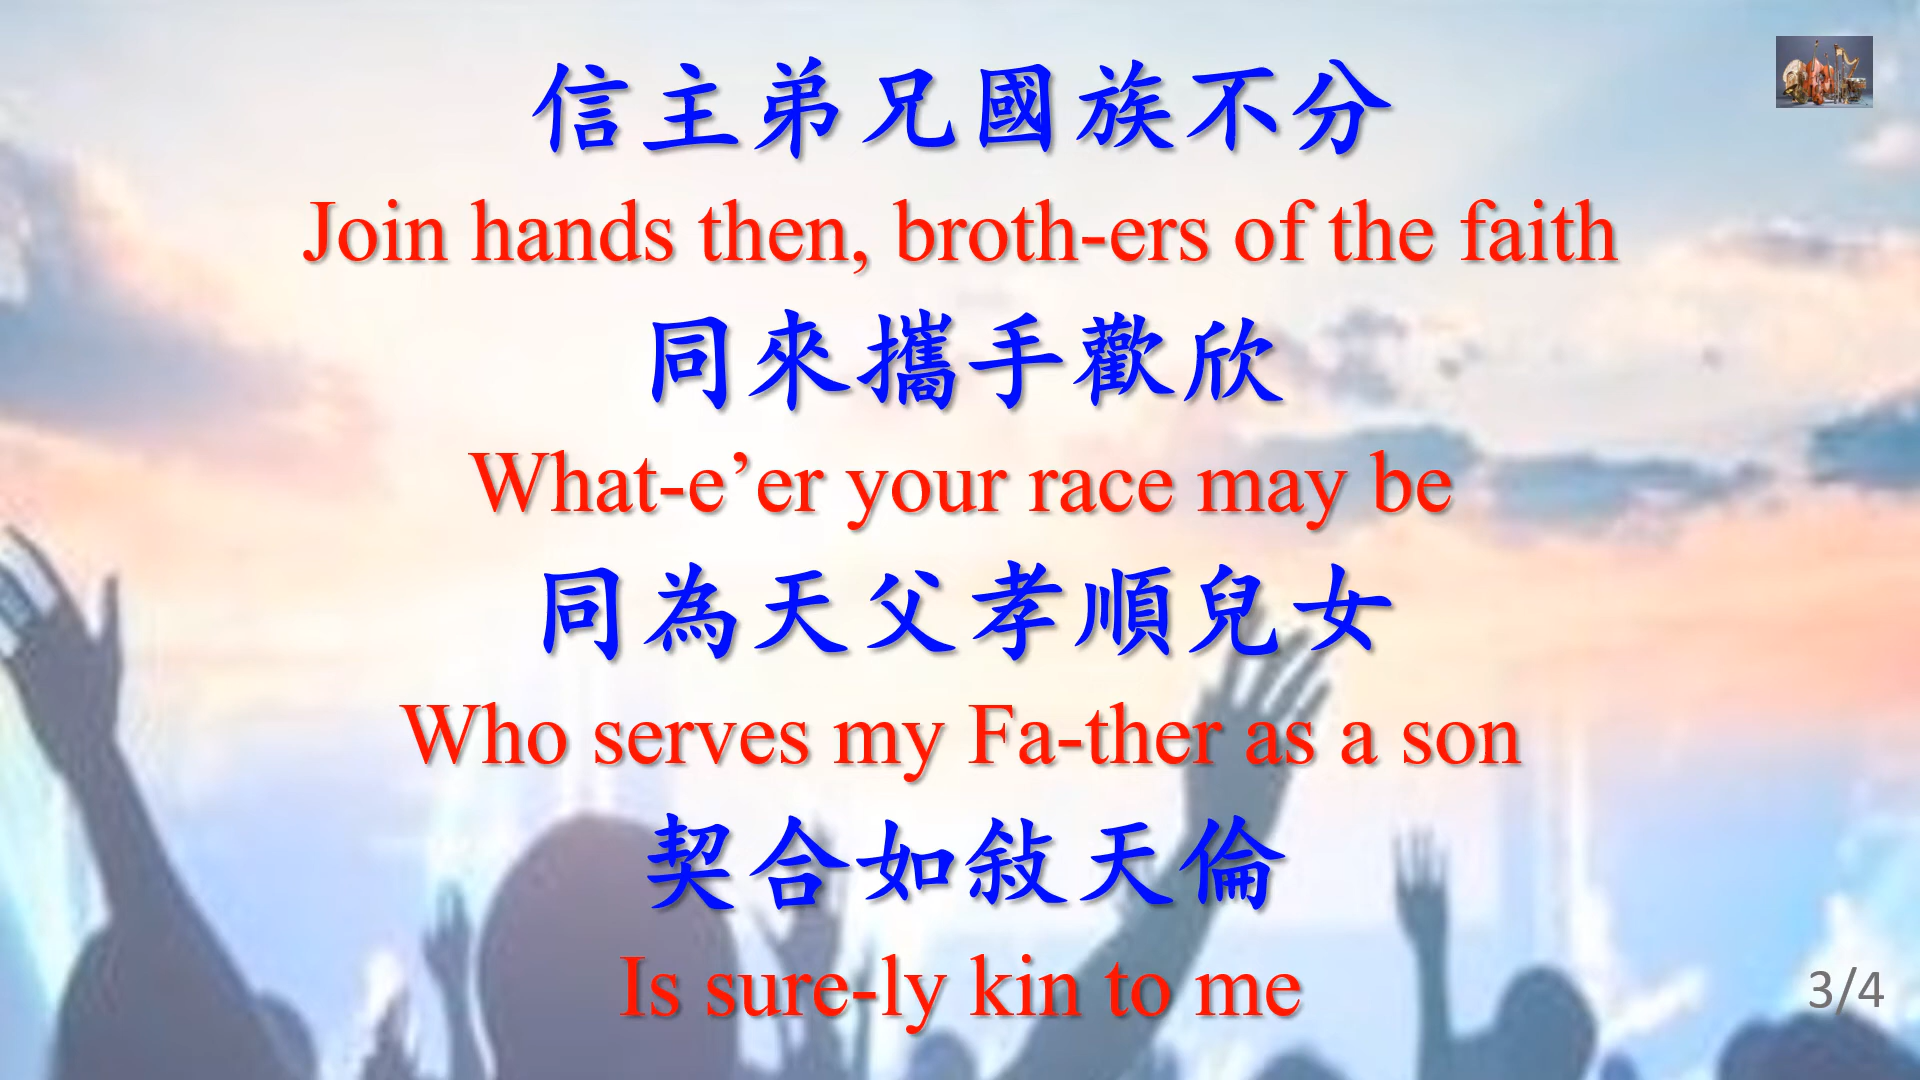 信主弟兄國族不分
Join hands then, broth-ers of the faith
同來攜手歡欣
What-e’er your race may be
同為天父孝順兒女
Who serves my Fa-ther as a son
契合如敍天倫
Is sure-ly kin to me
3/4